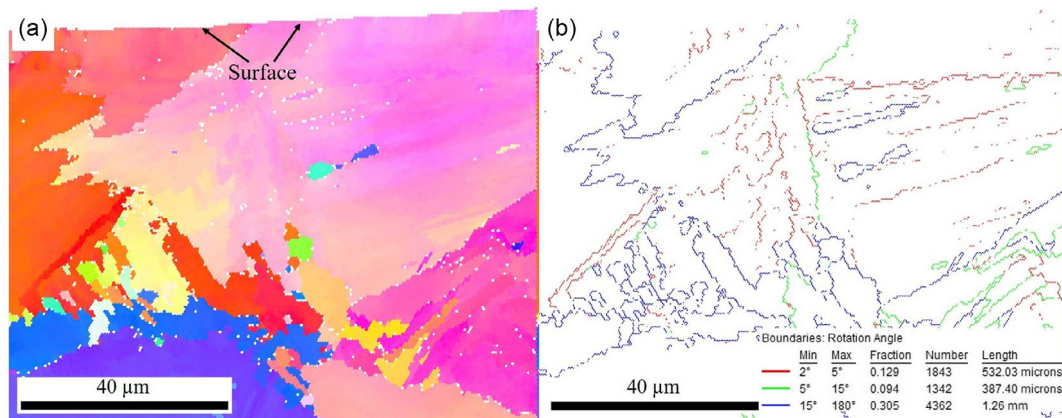 (a)
Surface
40 µm
(b)
40 µm
Boundaries: Rotation Angle
Min Max Fraction Number Length
2° 5° 0.129 1843 532.03 microns
5° 15° 0.094 1342 387.40 microns
15° 180° 0.305 4362 1.26 mm